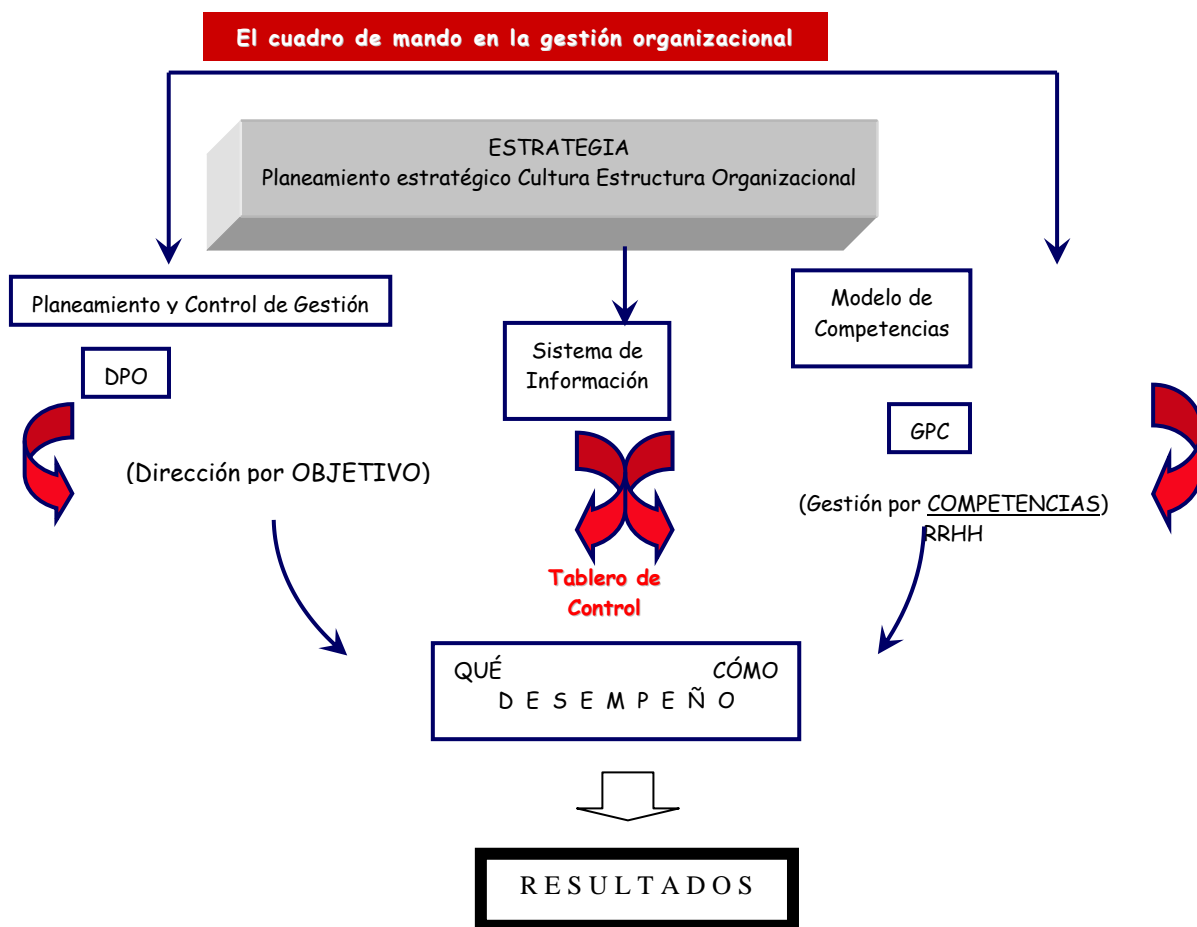 El cuadro de mando en la gestión organizacional
ESTRATEGIA
Planeamiento estratégico Cultura Estructura Organizacional
Planeamiento y Control de Gestión
DPO
(Dirección por OBJETIVO)
Sistema de
Información
Tablero de
Control
Modelo de
Competencias
GPC
(Gestión por COMPETENCIAS)
RRHH
QUÉ CÓMO
D E S E M P E Ñ O
R E S U L T A D O S